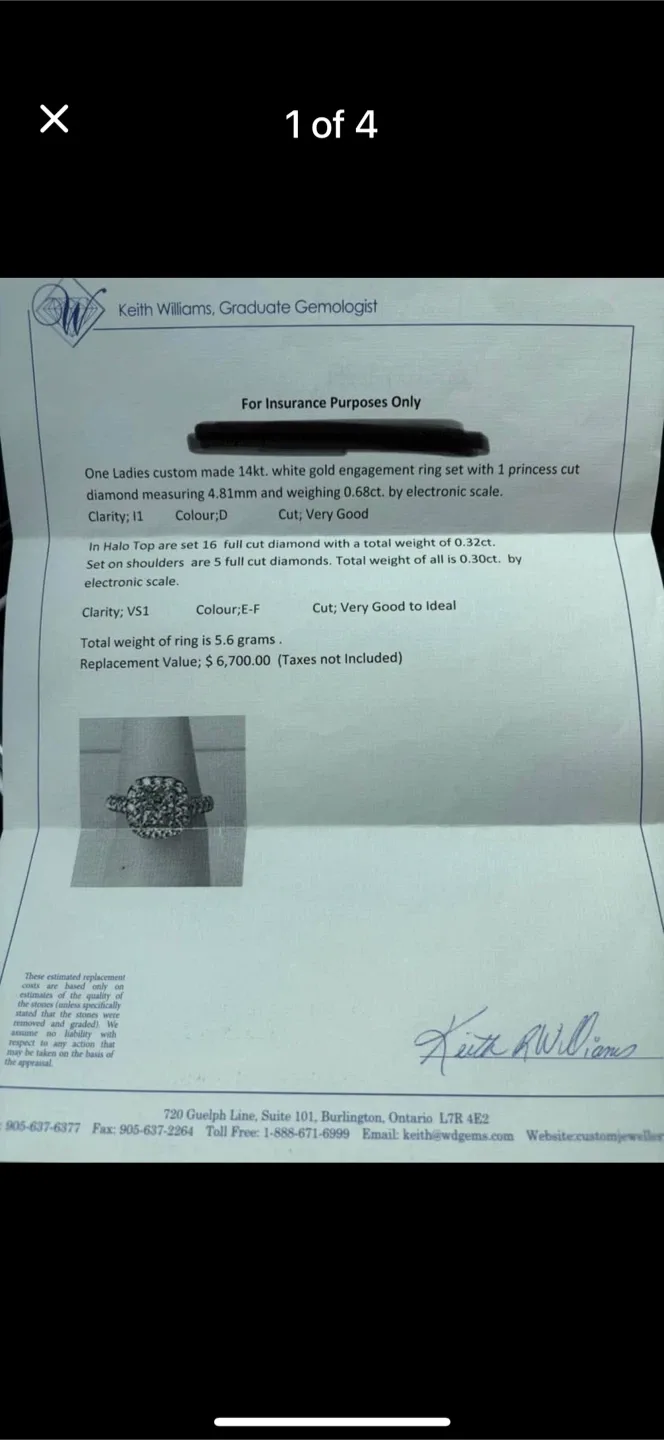 1 of 4
W
Keith Williams, Graduate Gemologist
For Insurance Purposes Only
One Ladies custom made 14kt. white gold engagement ring set with 1 princess cut
diamond measuring 4.81mm and weighing 0.68ct. by electronic scale.
Clarity; I1 Colour;D Cut; Very Good
In Halo Top are set 16 full cut diamond with a total weight of 0.32ct.
Set on shoulders are 5 full cut diamonds. Total weight of all is 0.30ct. by
electronic scale.
Clarity; VS1 Colour;E-F Cut; Very Good to Ideal
Total weight of ring is 5.6 grams .
Replacement Value; $ 6,700.00 (Taxes not Included)
These estimated replacement
costs are based only on
estimates of the quality of
the stones (unless specifically
stated that the stones were
removed and graded). We
assume no liability with
respect to any action that
may be taken on the basis of
the appraisal.
Keith R Williams
720 Guelph Line, Suite 101, Burlington, Ontario L7R 4E2
: 905-637-6377 Fax: 905-637-2264 Toll Free: 1-888-671-6999 Email: keith@wdgems.com Website:customjeweller